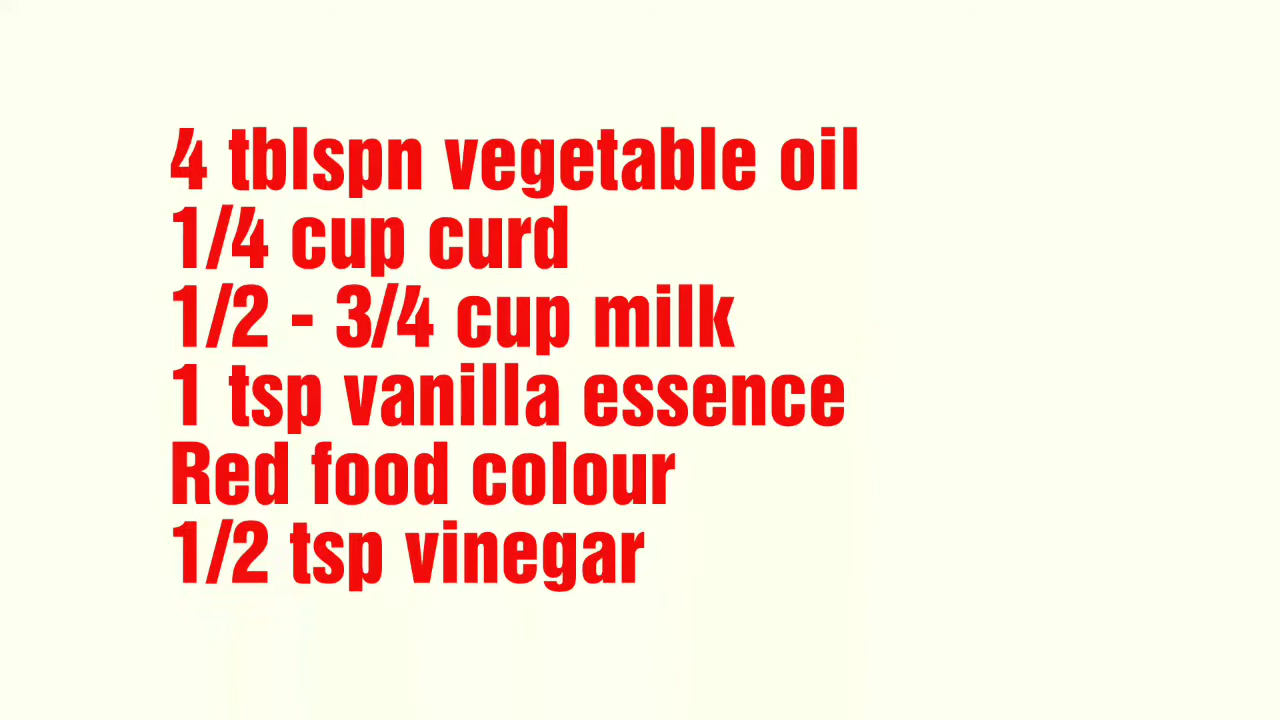 4 tblspn vegetable oil
1/4 cup curd
1/2 - 3/4 cup milk
1 tsp vanilla essence
Red food colour
1/2 tsp vinegar